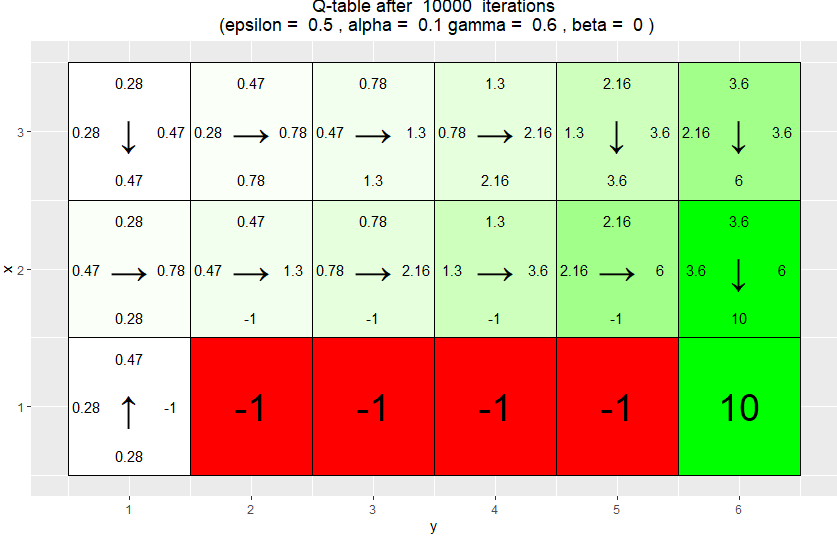 Q-table after 10000 iterations
(epsilon = 0.5 , alpha = 0.1 gamma = 0.6 , beta = 0 )
0.28 0.47 0.78 1.3 2.16 3.6
3 0.28 ↓ 0.47 0.28 → 0.78 0.47 → 1.3 0.78 → 2.16 1.3 ↓ 3.6 2.16 ↓ 3.6
0.47 0.78 1.3 2.16 3.6 6
0.28 0.47 0.78 1.3 2.16 3.6
x 2 0.47 → 0.78 0.47 → 1.3 0.78 → 2.16 1.3 → 3.6 2.16 → 6 3.6 ↓ 6
0.28 -1 -1 -1 -1 10
0.47
1 0.28 ↑ -1 -1 -1 -1 -1 10
0.28
1 2 3 4 5 6
y